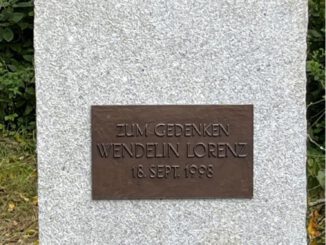 ZUM GEDENKEN
WENDELIN LORENZ
18. SEPT. 1998